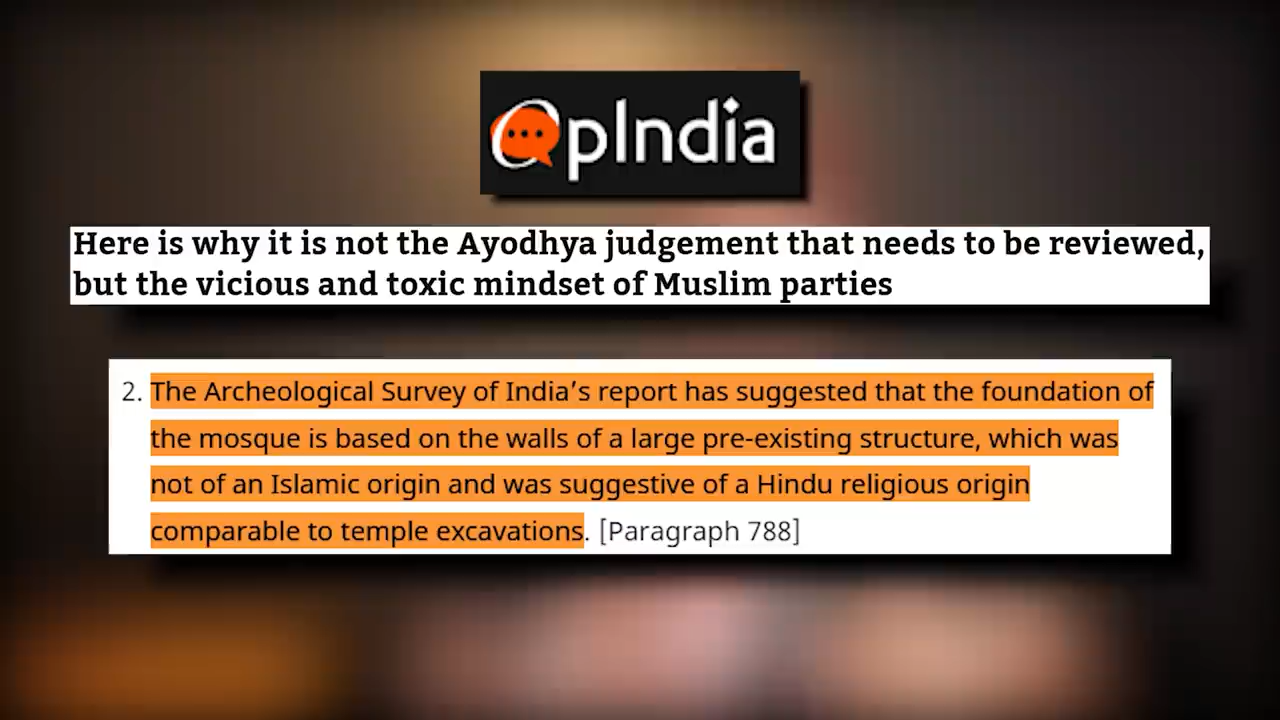 OpIndia
Here is why it is not the Ayodhya judgement that needs to be reviewed,
but the vicious and toxic mindset of Muslim parties
2. The Archeological Survey of India’s report has suggested that the foundation of
the mosque is based on the walls of a large pre-existing structure, which was
not of an Islamic origin and was suggestive of a Hindu religious origin
comparable to temple excavations. [Paragraph 788]